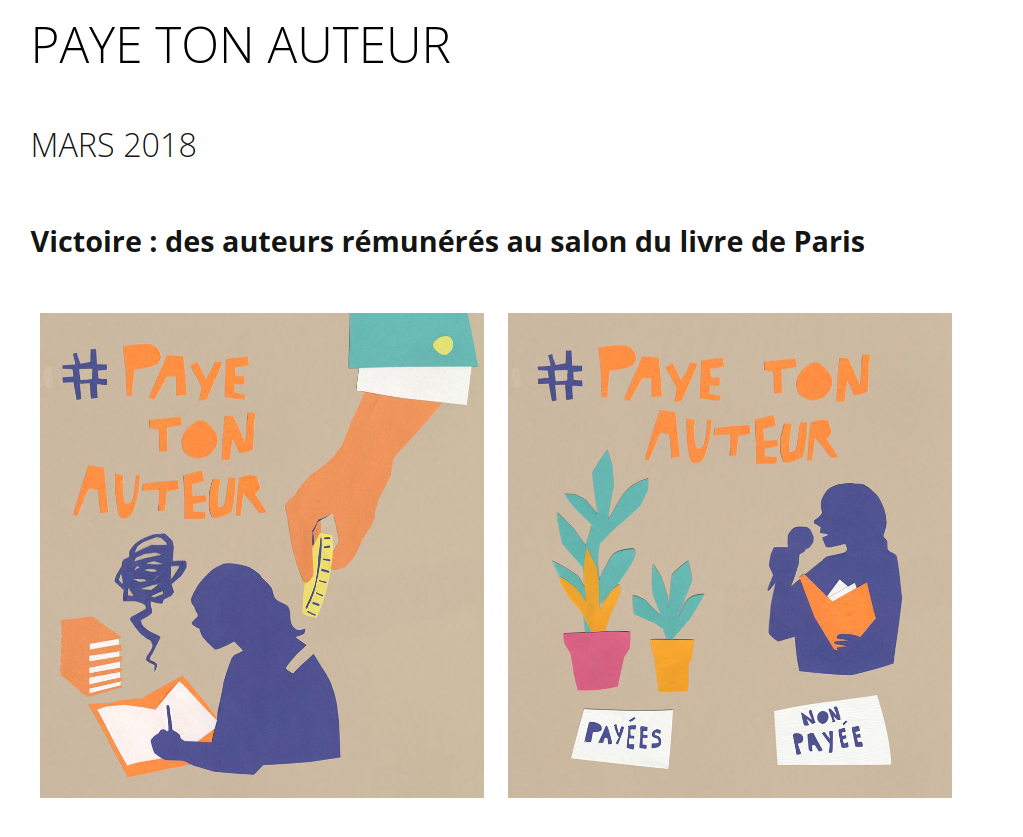 PAYE TON AUTEUR
MARS 2018
Victoire : des auteurs rémunérés au salon du livre de Paris
# PAYE
TON
AUTEUR
# PAYE TON
AUTEUR
PAYÉES
NON
PAYÉE